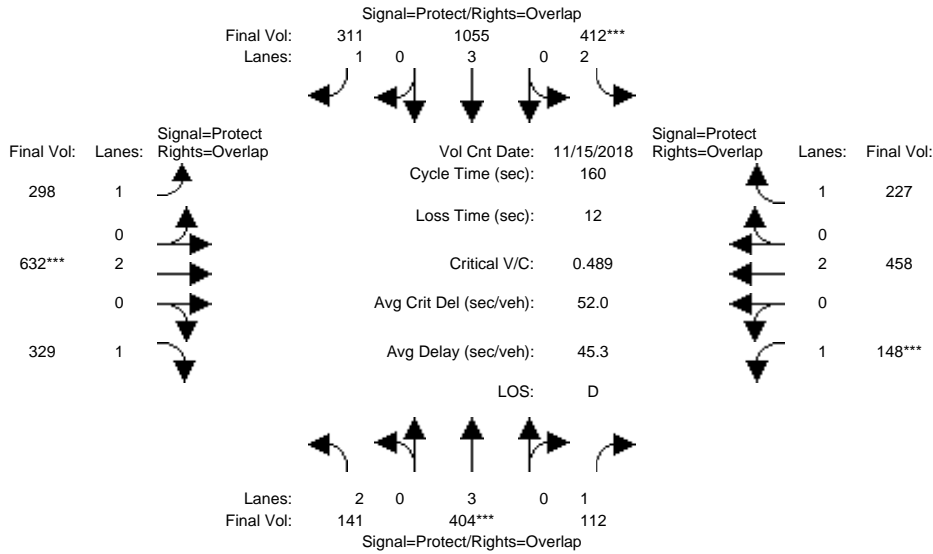 Signal=Protect/Rights=Overlap
Final Vol: 311 1055 412***
Lanes: 1 0 3 0 2
Signal=Protect
Final Vol: Lanes: Rights=Overlap
Vol Cnt Date: 11/15/2018
Signal=Protect
Rights=Overlap Lanes: Final Vol:
Cycle Time (sec): 160
298 1
1 227
Loss Time (sec): 12
0
0
632*** 2
Critical V/C: 0.489
2 458
0
Avg Crit Del (sec/veh): 52.0
0
329 1
Avg Delay (sec/veh): 45.3
1 148***
LOS: D
Lanes: 2 0 3 0 1
Final Vol: 141 404*** 112
Signal=Protect/Rights=Overlap